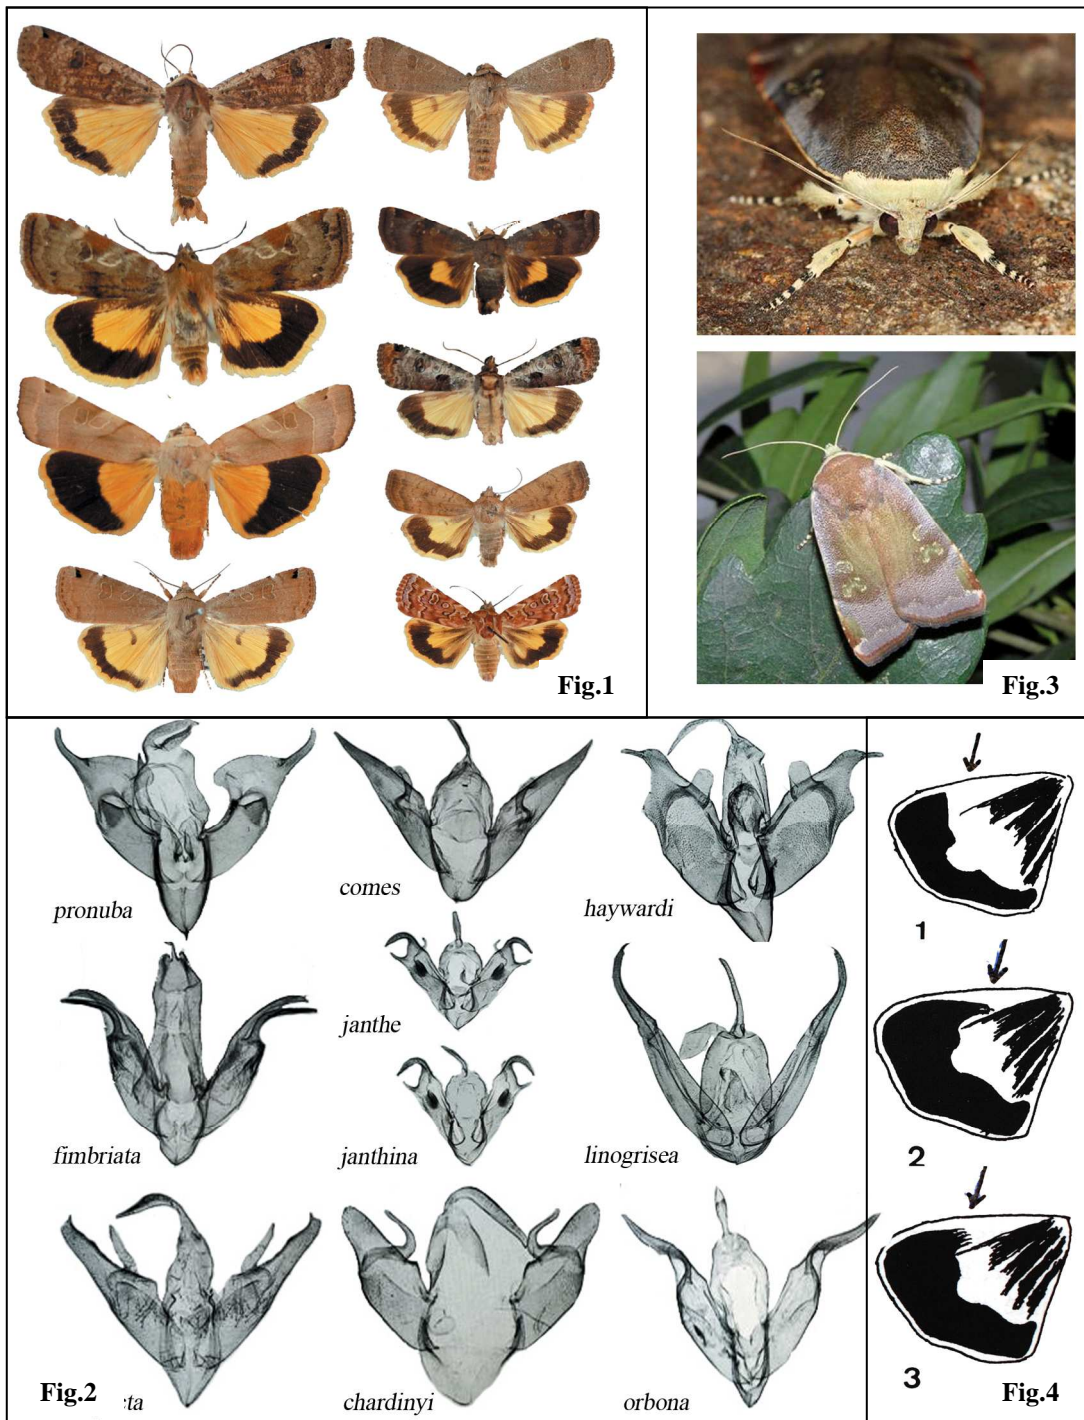 Fig.1
Fig.3
pronuba
comes
haywardi
fimbriata
janthe
janthina
linogrisea
Fig.2
cta
chardinyi
orbona
1
2
3
Fig.4